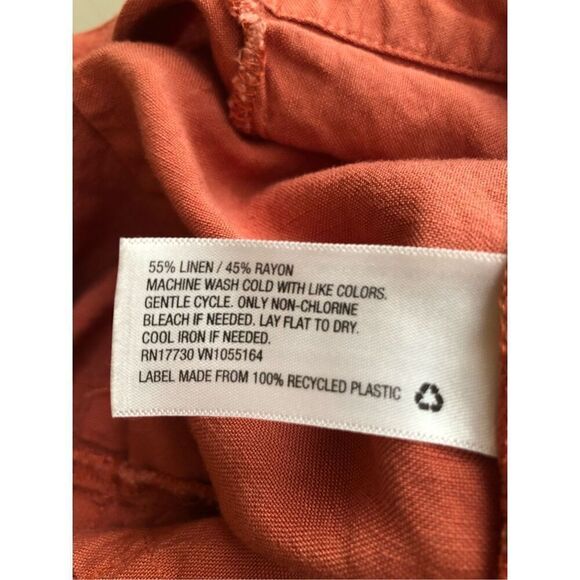 55% LINEN / 45% RAYON
MACHINE WASH COLD WITH LIKE COLORS.
GENTLE CYCLE. ONLY NON-CHLORINE
BLEACH IF NEEDED. LAY FLAT TO DRY.
COOL IRON IF NEEDED.
RN17730 VN1055164
LABEL MADE FROM 100% RECYCLED PLASTIC